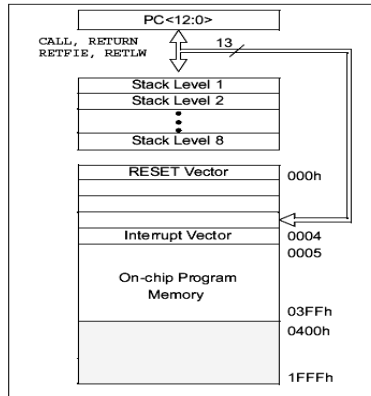 PC<12:0>
CALL, RETURN
RETFIE, RETLW
13
Stack Level 1
Stack Level 2
Stack Level 8
RESET Vector
000h
Interrupt Vector
0004
0005
On-chip Program
Memory
03FFh
0400h
1FFFh